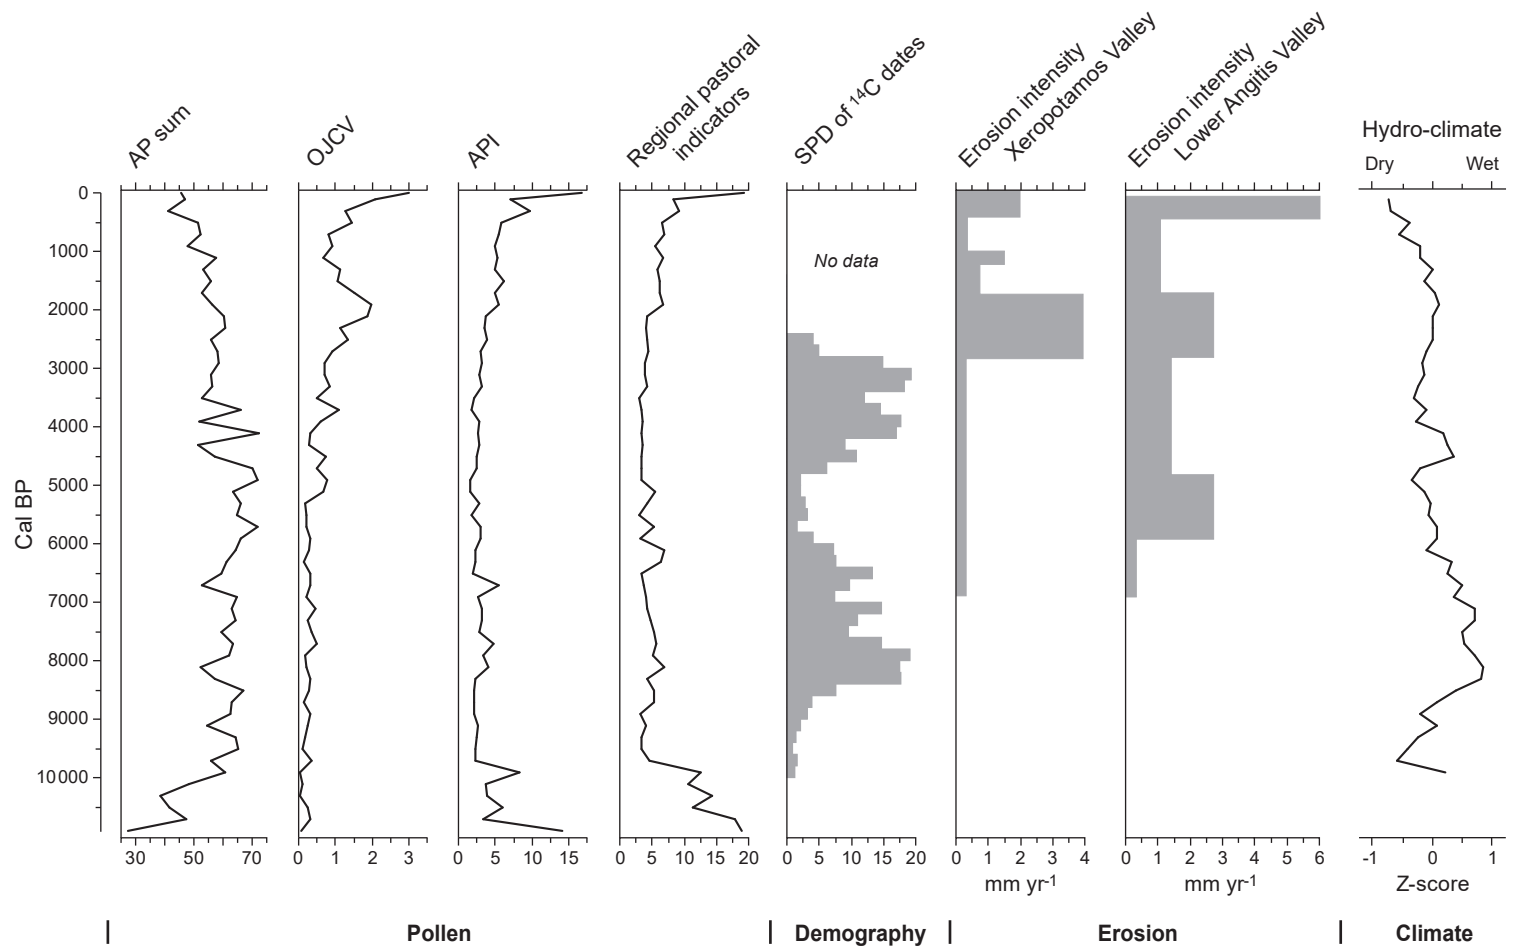 AP sum
OJCV
API
Regional pastoral
indicators
SPD of ¹⁴C dates
Erosion intensity
Xeropotamos Valley
Erosion intensity
Lower Angitis Valley
Hydro-climate
Dry Wet
Cal BP
0
1000
2000
3000
4000
5000
6000
7000
8000
9000
10 000
No data
30 50 70
0 1 2 3
0 5 10 15
0 5 10 15 20
0 5 10 15 20
0 1 2 3 4
mm yr⁻¹
0 1 2 3 4 5 6
mm yr⁻¹
-1 0 1
Z-score
Pollen
Demography
Erosion
Climate